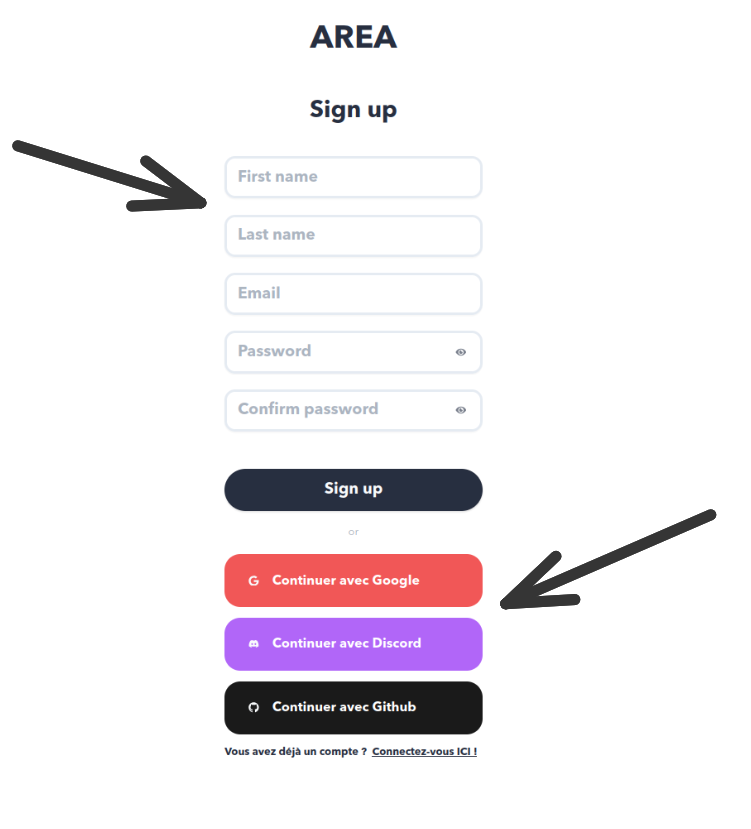 AREA
Sign up
First name
Last name
Email
Password
Confirm password
Sign up
or
Continuer avec Google
Continuer avec Discord
Continuer avec Github
Vous avez déjà un compte ? Connectez-vous ICI !